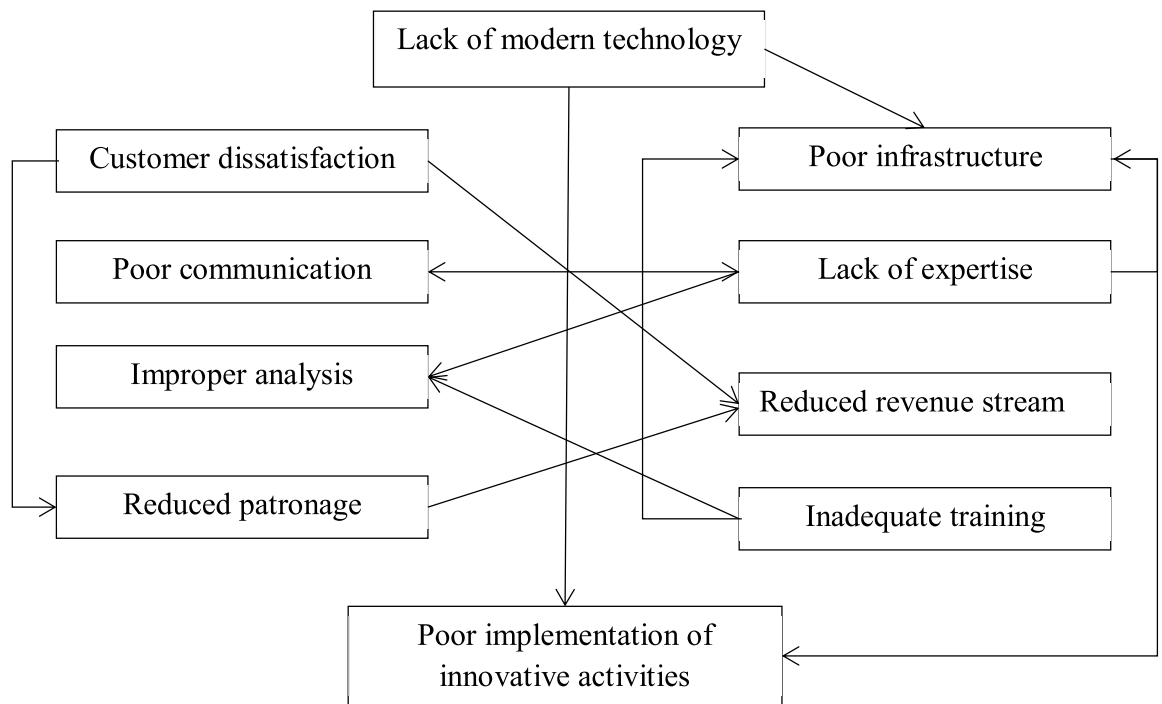 Lack of modern technology
Customer dissatisfaction
Poor infrastructure
Poor communication
Lack of expertise
Improper analysis
Reduced revenue stream
Reduced patronage
Inadequate training
Poor implementation of
innovative activities